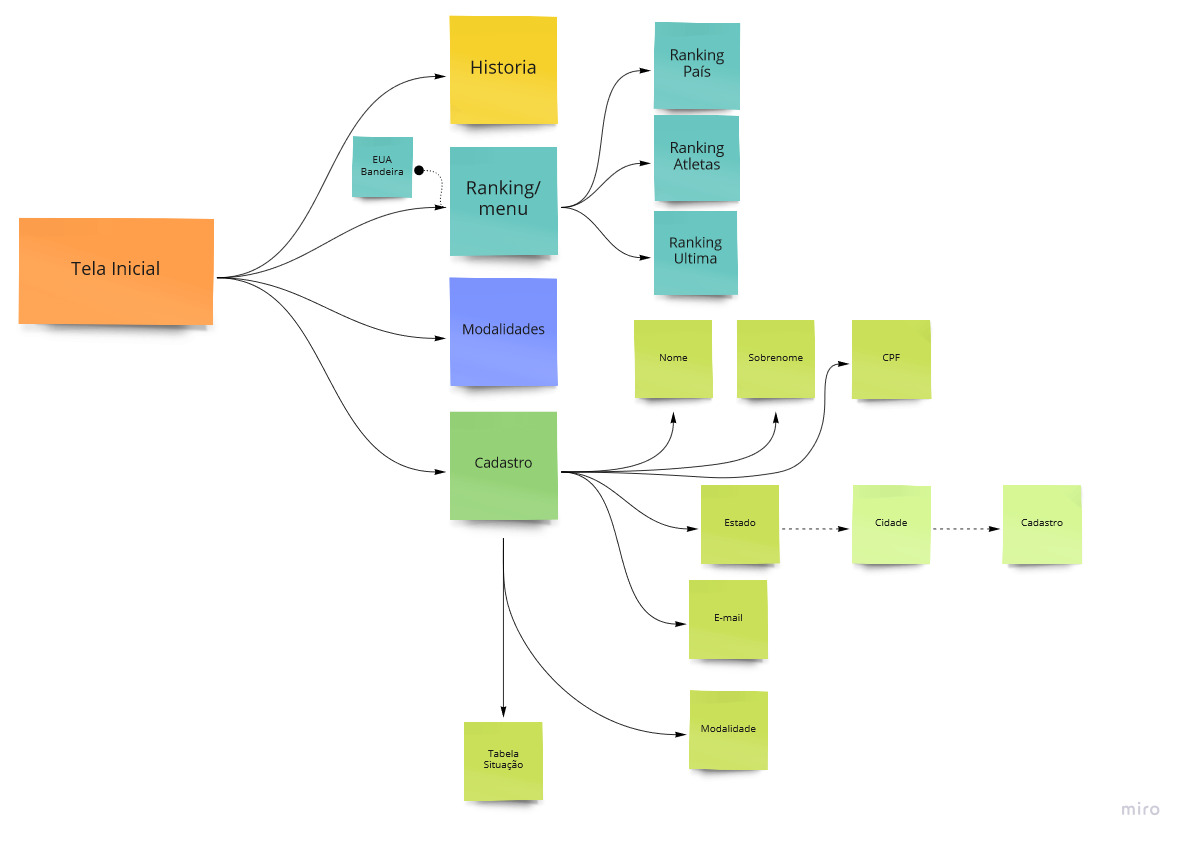 Historia
Ranking
País
EUA
Bandeira
Ranking/
menu
Ranking
Atletas
Ranking
Ultima
Tela Inicial
Modalidades
Nome
Sobrenome
CPF
Cadastro
Estado
Cidade
Cadastro
E-mail
Modalidade
Tabela
Situação
miro